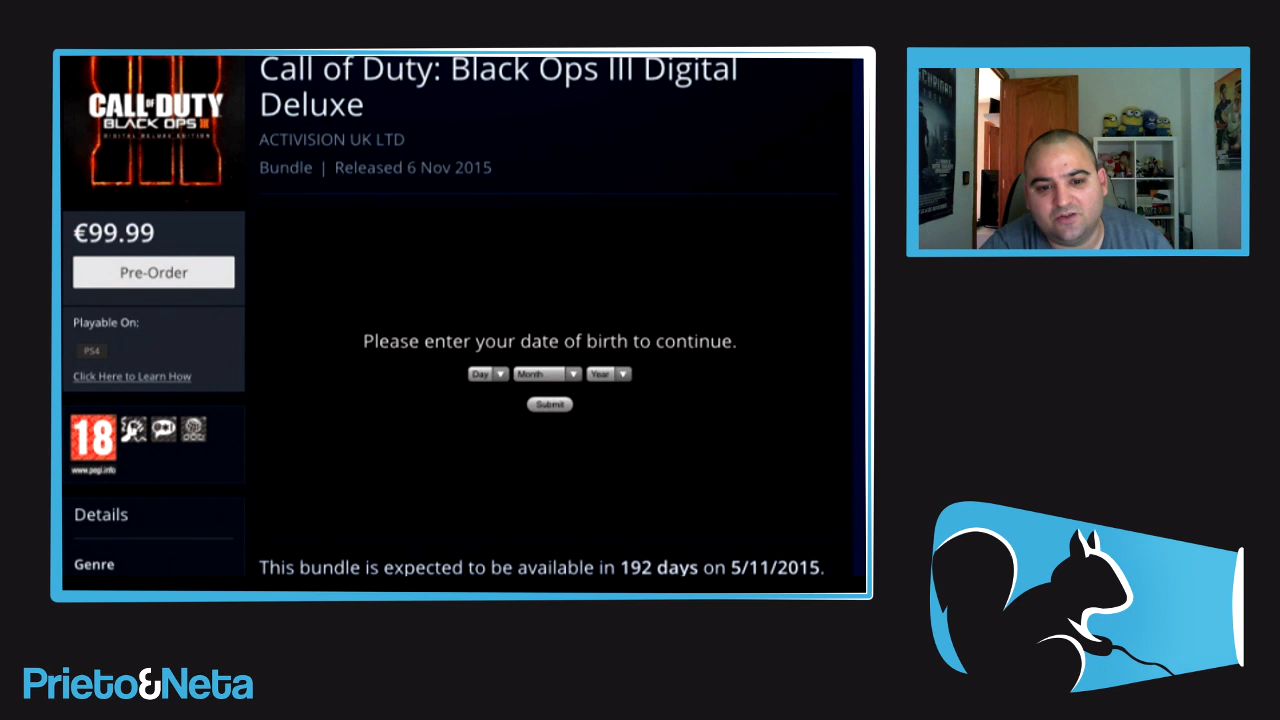 Call of Duty: Black Ops III Digital
Deluxe
ACTIVISION UK LTD
Bundle | Released 6 Nov 2015
CALL OF DUTY
BLACK OPS III
DIGITAL DELUXE EDITION
€99.99
Pre-Order
Playable On:
PS4
Click Here to Learn How
18
www.pegi.info
Details
Genre
Please enter your date of birth to continue.
Day Month Year
Submit
This bundle is expected to be available in 192 days on 5/11/2015.
Prieto&Neta